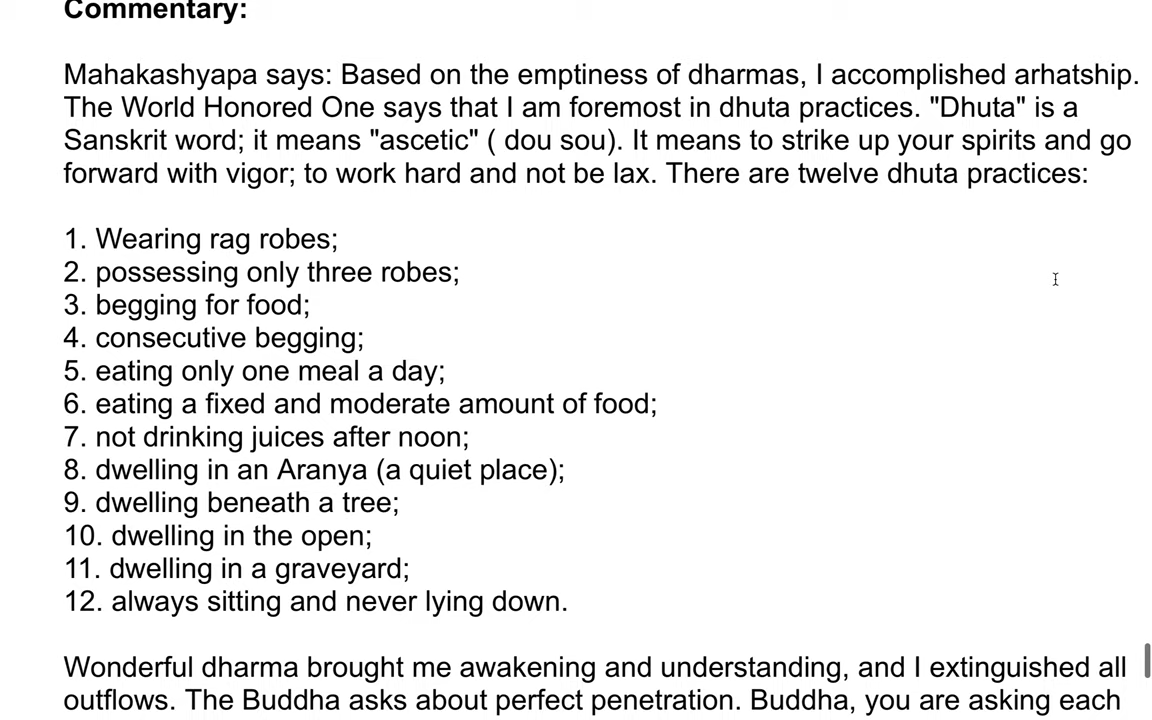 Commentary:
Mahakashyapa says: Based on the emptiness of dharmas, I accomplished arhatship.
The World Honored One says that I am foremost in dhuta practices. "Dhuta" is a
Sanskrit word; it means "ascetic" ( dou sou). It means to strike up your spirits and go
forward with vigor; to work hard and not be lax. There are twelve dhuta practices:
1. Wearing rag robes;
2. possessing only three robes;
3. begging for food;
4. consecutive begging;
5. eating only one meal a day;
6. eating a fixed and moderate amount of food;
7. not drinking juices after noon;
8. dwelling in an Aranya (a quiet place);
9. dwelling beneath a tree;
10. dwelling in the open;
11. dwelling in a graveyard;
12. always sitting and never lying down.
Wonderful dharma brought me awakening and understanding, and I extinguished all
outflows. The Buddha asks about perfect penetration. Buddha, you are asking each